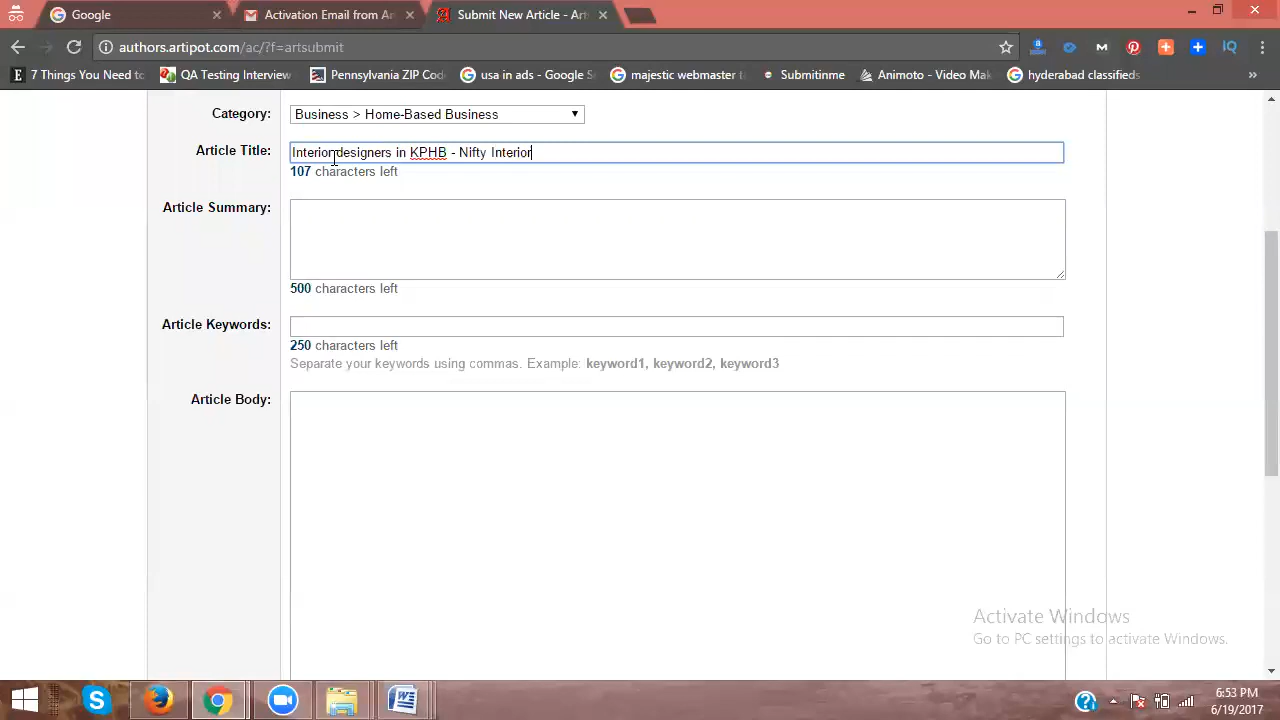 Google
Activation Email from Ar
Submit New Article - Art
authors.artipot.com/ac/?f=artsubmit
7 Things You Need to
QA Testing Interview
Pennsylvania ZIP Cod
usa in ads - Google S
majestic webmaster t
Submitinme
Animoto - Video Mak
hyderabad classifieds
»
Category:
Business > Home-Based Business
Article Title:
Interior designers in KPHB - Nifty Interior
107 characters left
Article Summary:
500 characters left
Article Keywords:
250 characters left
Separate your keywords using commas. Example: keyword1, keyword2, keyword3
Article Body:
Activate Windows
Go to PC settings to activate Windows.
6:53 PM
6/19/2017